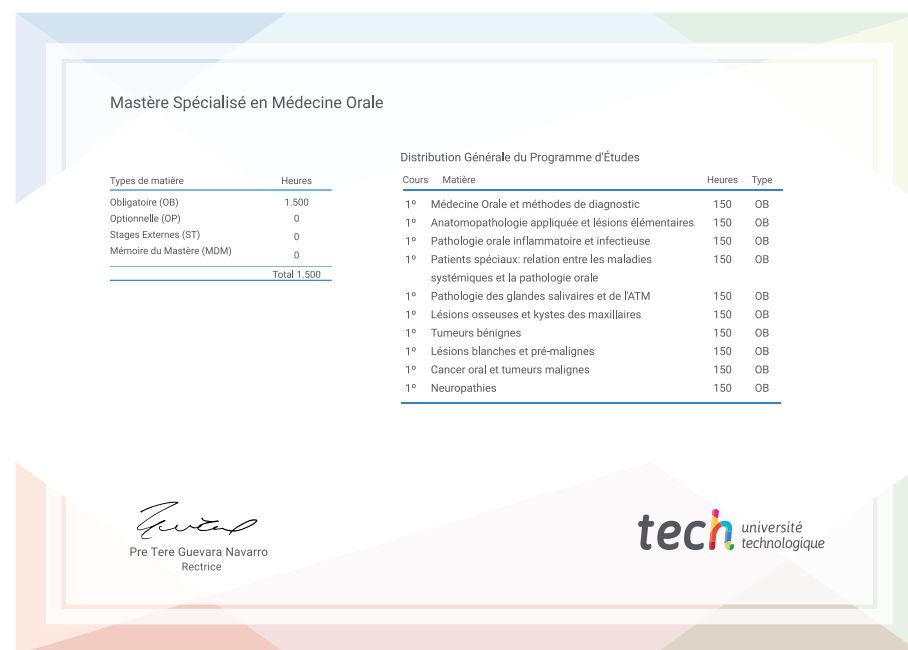 Mastère Spécialisé en Médecine Orale
Types de matière Heures
Obligatoire (OB) 1.500
Optionnelle (OP) 0
Stages Externes (ST) 0
Mémoire du Mastère (MDM) 0
Total 1.500
Distribution Générale du Programme d'Études
Cours Matière Heures Type
1º Médecine Orale et méthodes de diagnostic 150 OB
1º Anatomopathologie appliquée et lésions élémentaires 150 OB
1º Pathologie orale inflammatoire et infectieuse 150 OB
1º Patients spéciaux: relation entre les maladies 150 OB
systémiques et la pathologie orale
1º Pathologie des glandes salivaires et de l'ATM 150 OB
1º Lésions osseuses et kystes des maxillaires 150 OB
1º Tumeurs bénignes 150 OB
1º Lésions blanches et pré-malignes 150 OB
1º Cancer oral et tumeurs malignes 150 OB
1º Neuropathies 150 OB
Pre Tere Guevara Navarro
Rectrice
tech université
technologique